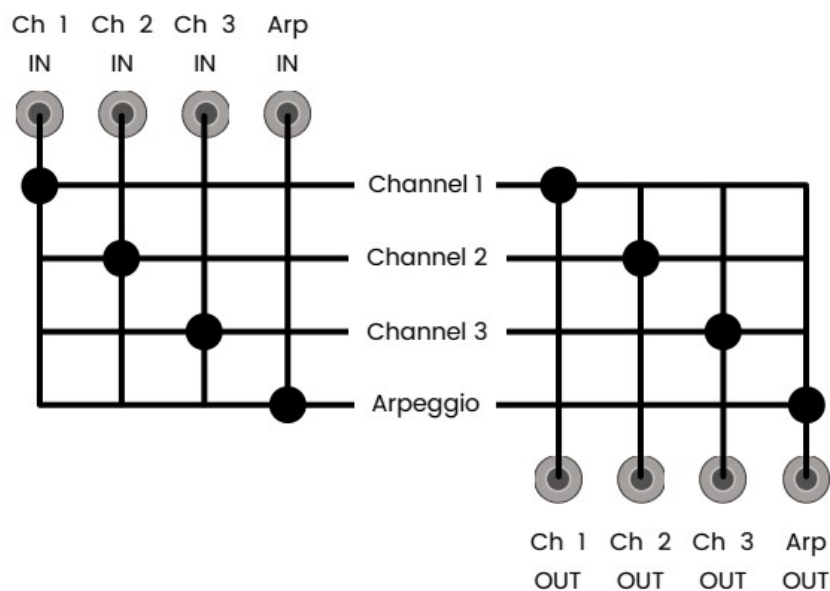 Ch 1 Ch 2 Ch 3 Arp
IN IN IN IN
Channel 1
Channel 2
Channel 3
Arpeggio
Ch 1 Ch 2 Ch 3 Arp
OUT OUT OUT OUT